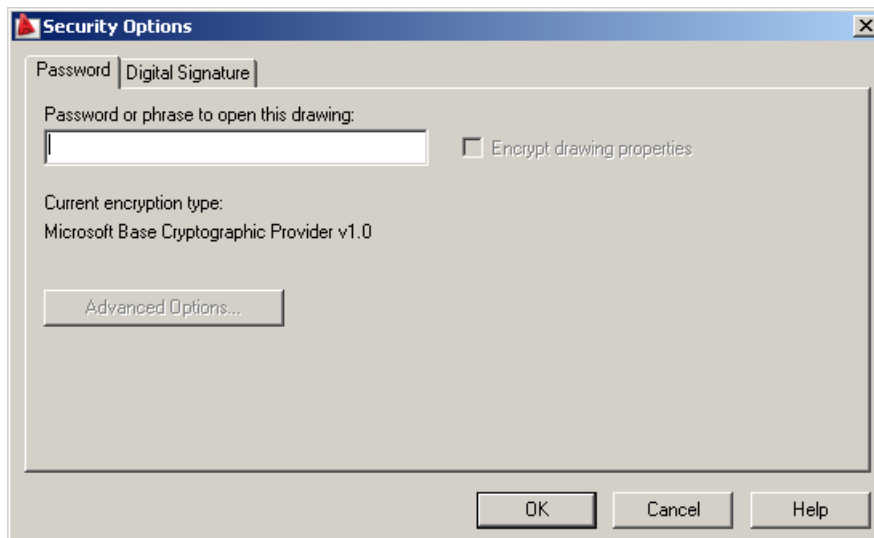 Security Options
Password
Digital Signature
Password or phrase to open this drawing:
Encrypt drawing properties
Current encryption type:
Microsoft Base Cryptographic Provider v1.0
Advanced Options...
OK
Cancel
Help